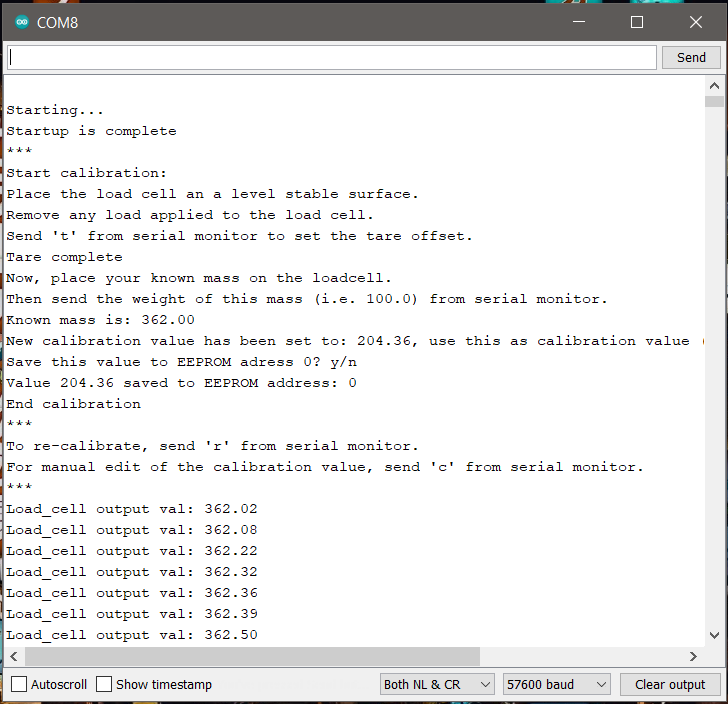 COM8
Send
Starting...
Startup is complete
***
Start calibration:
Place the load cell an a level stable surface.
Remove any load applied to the load cell.
Send 't' from serial monitor to set the tare offset.
Tare complete
Now, place your known mass on the loadcell.
Then send the weight of this mass (i.e. 100.0) from serial monitor.
Known mass is: 362.00
New calibration value has been set to: 204.36, use this as calibration value (
Save this value to EEPROM adress 0? y/n
Value 204.36 saved to EEPROM address: 0
End calibration
***
To re-calibrate, send 'r' from serial monitor.
For manual edit of the calibration value, send 'c' from serial monitor.
***
Load_cell output val: 362.02
Load_cell output val: 362.08
Load_cell output val: 362.22
Load_cell output val: 362.32
Load_cell output val: 362.36
Load_cell output val: 362.39
Load_cell output val: 362.50
Autoscroll Show timestamp Both NL & CR 57600 baud Clear output